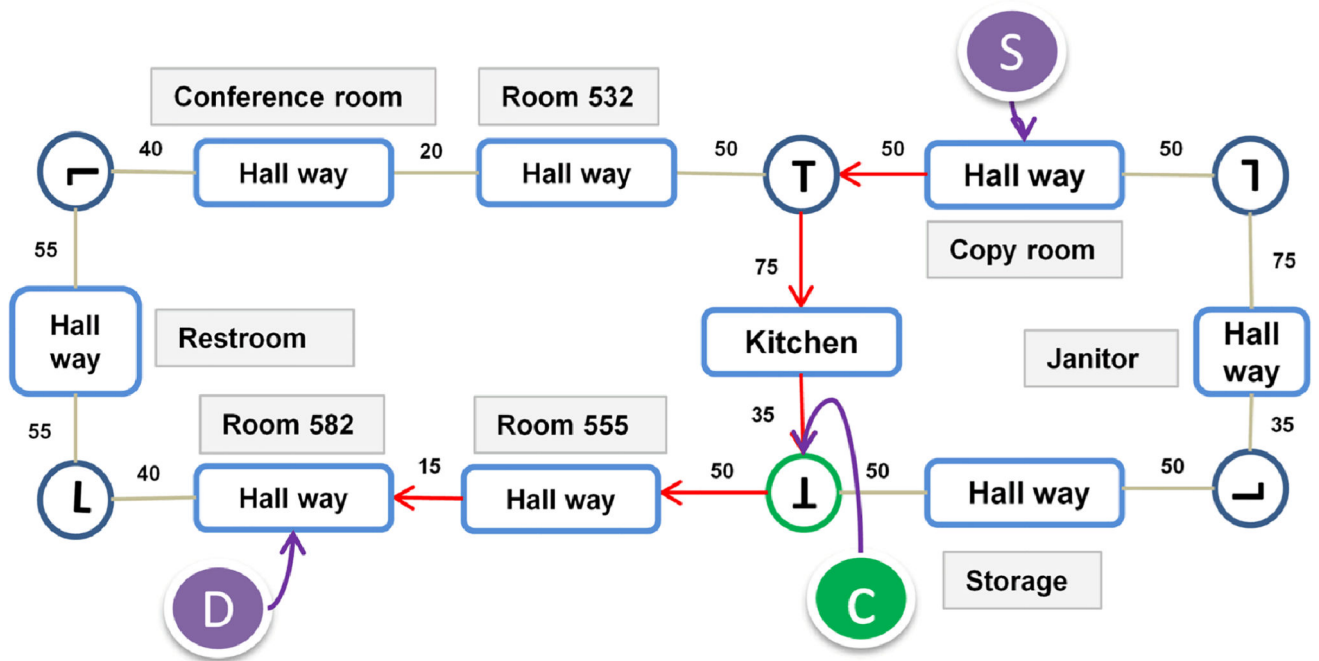 S
Conference room
Room 532
40
20
50
50
50
Hall way
Hall way
T
Hall way
Copy room
55
75
75
Hall
way
Restroom
Kitchen
Janitor
Hall
way
55
Room 582
Room 555
35
35
40
15
50
50
50
L
Hall way
Hall way
Hall way
D
C
Storage